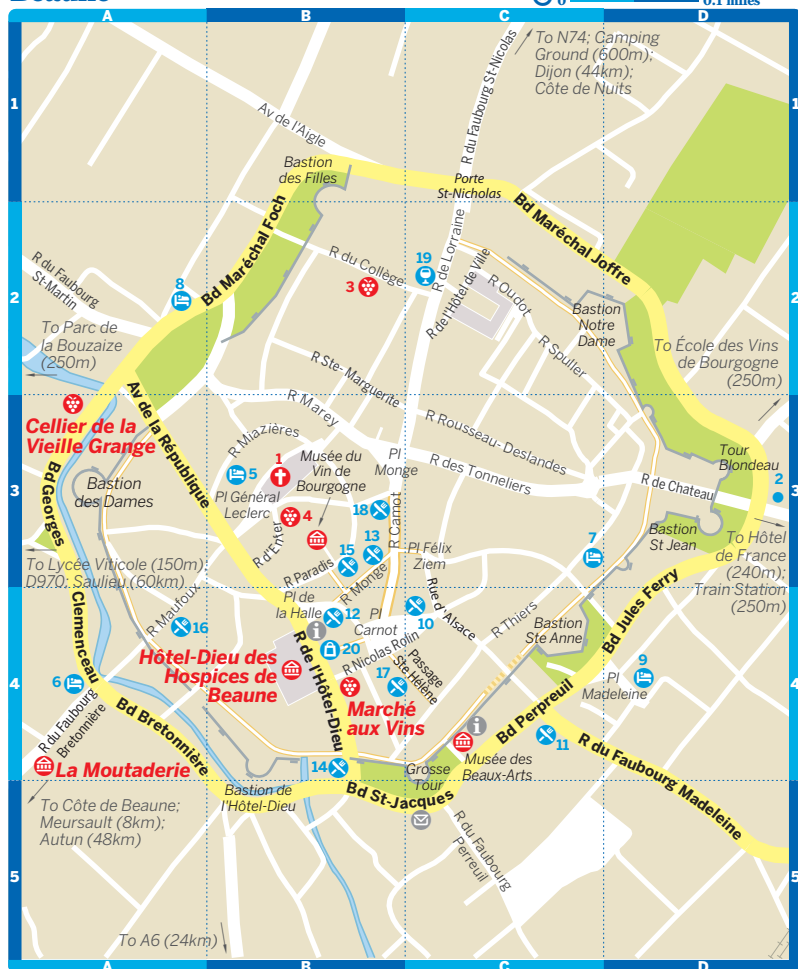 Beaune
0
0.1 miles
A
B
C
D
To N74; Camping
Ground (600m);
Dijon (44km);
Côte de Nuits
1
1
Av de l'Aigle
R du Faubourg St-Nicolas
Bastion
des Filles
Porte
St-Nicholas
Bd Maréchal Foch
Bd Maréchal Joffre
R du Faubourg
St-Martin
8
R du Collège
3
19
R de Lorraine
R de l'Hôtel de Ville
R Oudot
2
2
Bastion
Notre
Dame
R Spuller
To Parc de
la Bouzaize
(250m)
To École des Vins
de Bourgogne
(250m)
R Ste-Marguerite
Av de la République
R Marey
Cellier de la
Vieille Grange
R Miazières
R Rousseau-Deslandes
1
5
Musée du
Vin de
Bourgogne
Pl
Monge
R des Tonneliers
Tour
Blondeau
2
Bd Georges
Clemenceau
Bastion
des Dames
3
3
Pl Général
Leclerc
4
18
R Carnot
R de Chateau
R d'Enfer
13
15
Pl Félix
Ziem
7
Bastion
St Jean
To Hôtel
de France
(240m);
Train Station
(250m)
To Lycée Viticole (150m)
D970; Saulieu (60km)
R Paradis
R Monge
Rue d'Alsace
R Maufoux
16
Pl de
la Halle
12
Pl
Carnot
10
R Thiers
Bastion
Ste Anne
Bd Jules Ferry
20
R Nicolas Rolin
Passage
Ste Hélène
Hôtel-Dieu des
Hospices de
Beaune
R de l'Hôtel-Dieu
17
4
4
6
9
Pl
Madeleine
Marché
aux Vins
Bd Perpreuil
11
R du Faubourg
Bretonnière
Bd Bretonnière
Musée des
Beaux-Arts
R du Faubourg Madeleine
La Moutaderie
14
Grosse
Tour
Bastion de
l'Hôtel-Dieu
Bd St-Jacques
To Côte de Beaune;
Meursault (8km);
Autun (48km)
R du Faubourg
Perreuil
5
5
To A6 (24km)
A
B
C
D